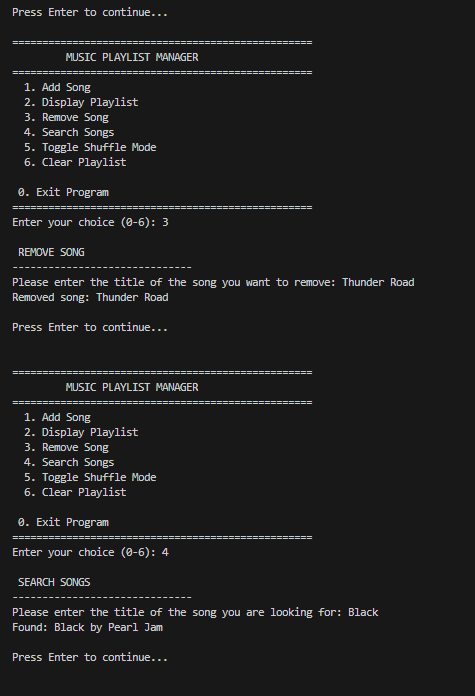 Press Enter to continue...
==================================================
MUSIC PLAYLIST MANAGER
==================================================
1. Add Song
2. Display Playlist
3. Remove Song
4. Search Songs
5. Toggle Shuffle Mode
6. Clear Playlist
0. Exit Program
==================================================
Enter your choice (0-6): 3
REMOVE SONG
------------------------------
Please enter the title of the song you want to remove: Thunder Road
Removed song: Thunder Road
Press Enter to continue...
==================================================
MUSIC PLAYLIST MANAGER
==================================================
1. Add Song
2. Display Playlist
3. Remove Song
4. Search Songs
5. Toggle Shuffle Mode
6. Clear Playlist
0. Exit Program
==================================================
Enter your choice (0-6): 4
SEARCH SONGS
------------------------------
Please enter the title of the song you are looking for: Black
Found: Black by Pearl Jam
Press Enter to continue...